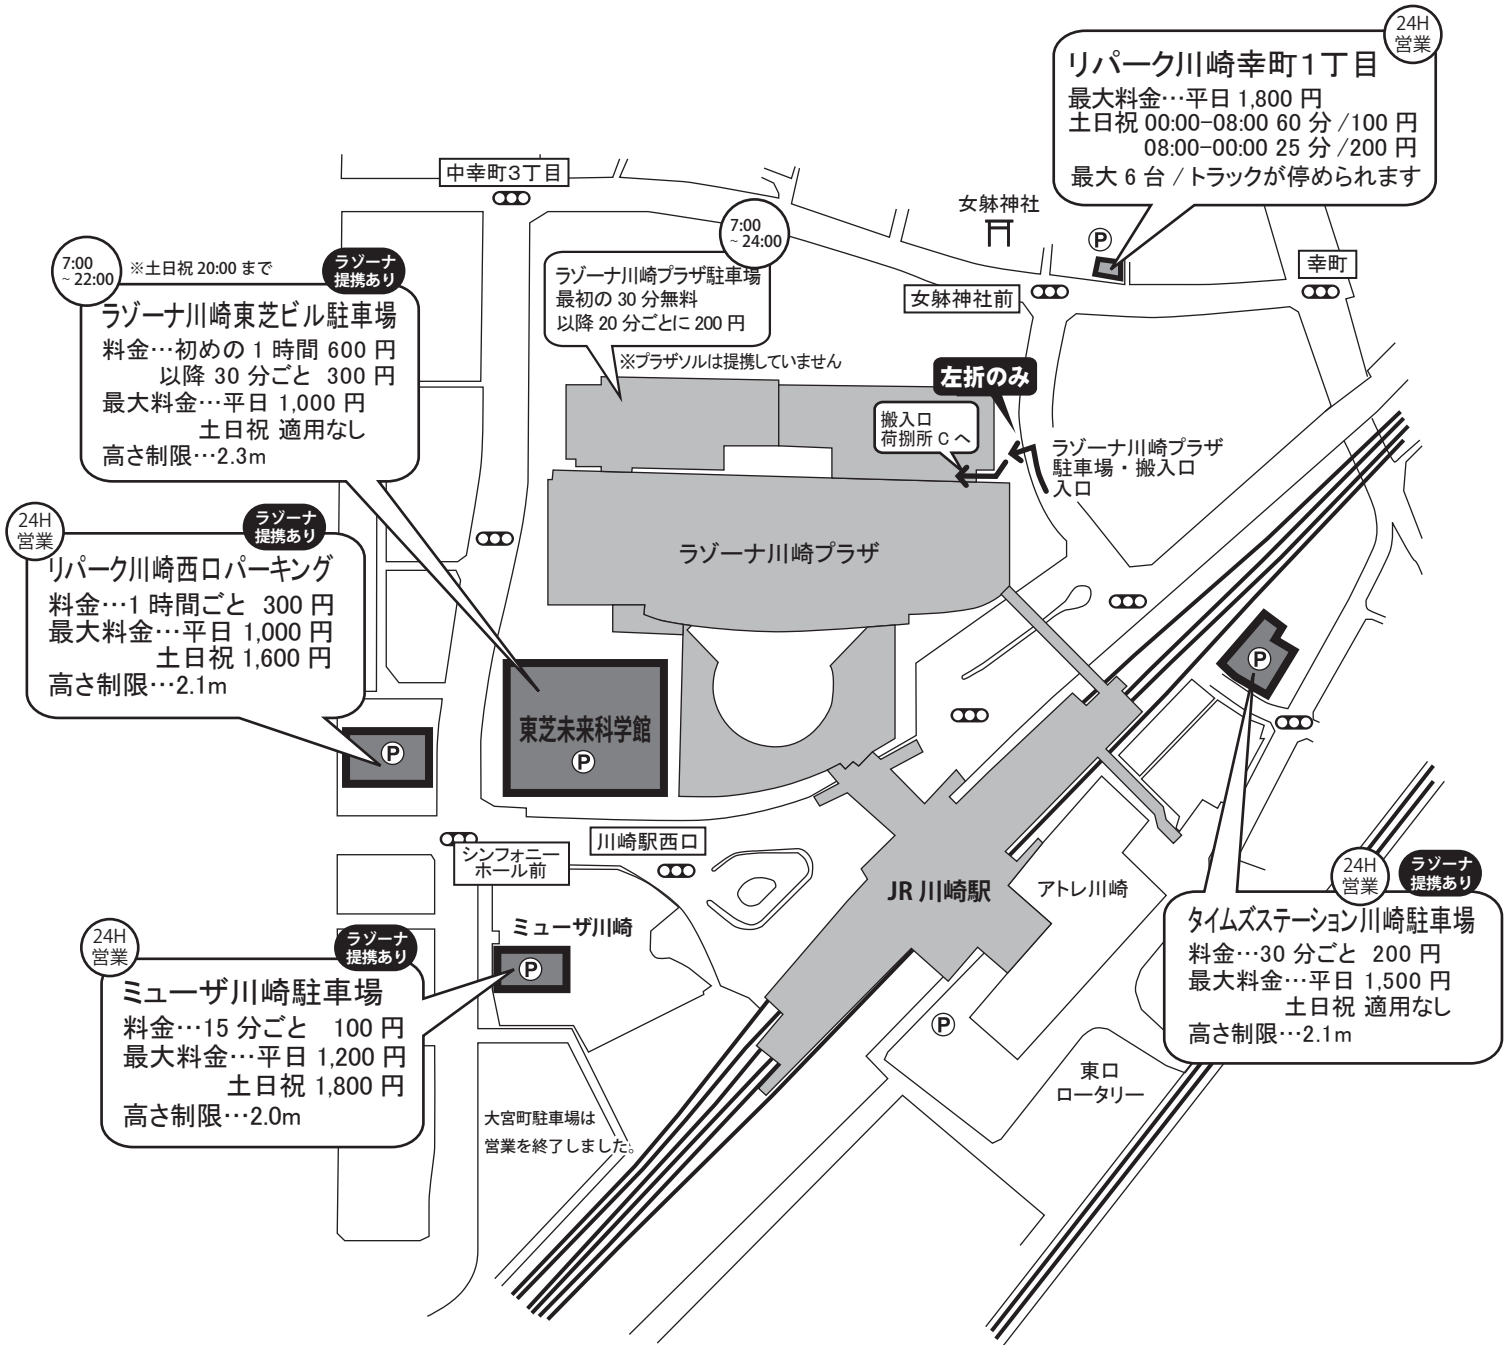 24H
営業
リパーク川崎幸町1丁目
最大料金…平日 1,800 円
土日祝 00:00-08:00 60 分 /100 円
08:00-00:00 25 分 /200 円
最大 6 台 / トラックが停められます
中幸町3丁目
女躰神社
P
幸町
女躰神社前
7:00
~ 24:00
ラゾーナ川崎プラザ駐車場
最初の 30 分無料
以降 20 分ごとに 200 円
※プラザソルは提携していません
7:00
~ 22:00
※土日祝 20:00 まで
ラゾーナ
提携あり
ラゾーナ川崎東芝ビル駐車場
料金…初めの 1 時間 600 円
以降 30 分ごと 300 円
最大料金…平日 1,000 円
土日祝 適用なし
高さ制限…2.3m
左折のみ
搬入口
荷捌所 C へ
ラゾーナ川崎プラザ
駐車場・搬入口
入口
ラゾーナ川崎プラザ
24H
営業
ラゾーナ
提携あり
リパーク川崎西口パーキング
料金…1 時間ごと 300 円
最大料金…平日 1,000 円
土日祝 1,600 円
高さ制限…2.1m
P
東芝未来科学館
P
P
川崎駅西口
シンフォニー
ホール前
JR 川崎駅
アトレ川崎
24H
営業
ラゾーナ
提携あり
タイムズステーション川崎駐車場
料金…30 分ごと 200 円
最大料金…平日 1,500 円
土日祝 適用なし
高さ制限…2.1m
ミューザ川崎
P
24H
営業
ラゾーナ
提携あり
ミューザ川崎駐車場
料金…15 分ごと 100 円
最大料金…平日 1,200 円
土日祝 1,800 円
高さ制限…2.0m
P
東口
ロータリー
大宮町駐車場は
営業を終了しました。